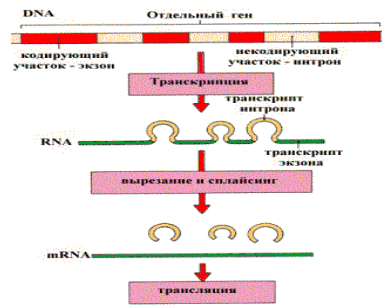 DNA
Отдельный ген
кодирующий
участок - экзон
некодирующий
участок - интрон
Транскрипция
транскрипт
интрона
RNA
транскрипт
экзона
вырезание и сплайсинг
mRNA
трансляция